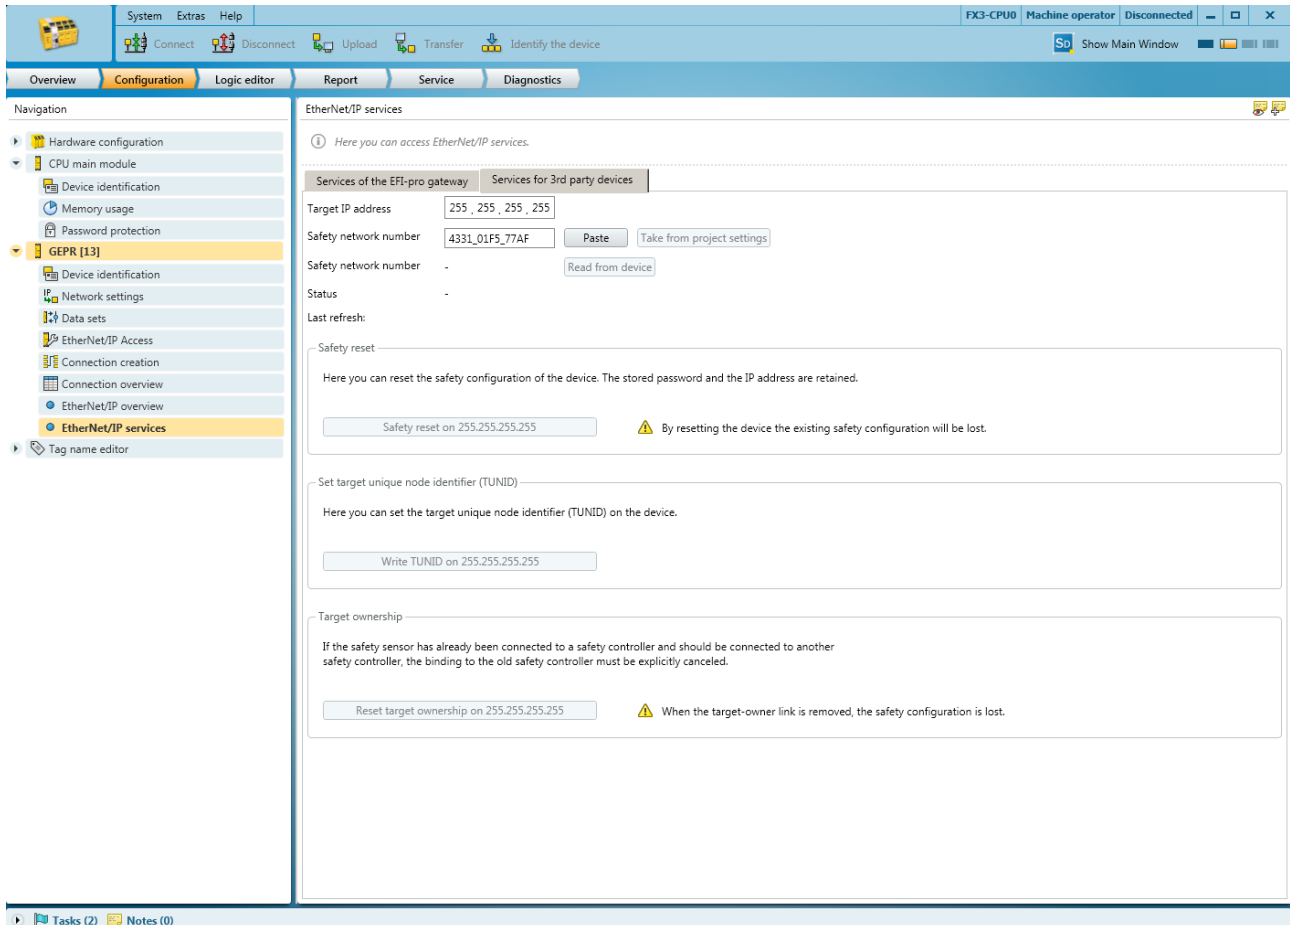 System Extras Help
FX3-CPU0 Machine operator Disconnected
Connect Disconnect Upload Transfer Identify the device
SD Show Main Window
Overview Configuration Logic editor Report Service Diagnostics
Navigation
Hardware configuration
CPU main module
Device identification
Memory usage
Password protection
GEPR [13]
Device identification
IP Network settings
Data sets
EtherNet/IP Access
Connection creation
Connection overview
EtherNet/IP overview
EtherNet/IP services
Tag name editor
EtherNet/IP services
Here you can access EtherNet/IP services.
Services of the EFI-pro gateway Services for 3rd party devices
Target IP address 255 . 255 . 255 . 255
Safety network number 4331_01F5_77AF Paste Take from project settings
Safety network number - Read from device
Status -
Last refresh:
Safety reset
Here you can reset the safety configuration of the device. The stored password and the IP address are retained.
Safety reset on 255.255.255.255 By resetting the device the existing safety configuration will be lost.
Set target unique node identifier (TUNID)
Here you can set the target unique node identifier (TUNID) on the device.
Write TUNID on 255.255.255.255
Target ownership
If the safety sensor has already been connected to a safety controller and should be connected to another
safety controller, the binding to the old safety controller must be explicitly canceled.
Reset target ownership on 255.255.255.255 When the target-owner link is removed, the safety configuration is lost.
Tasks (2) Notes (0)